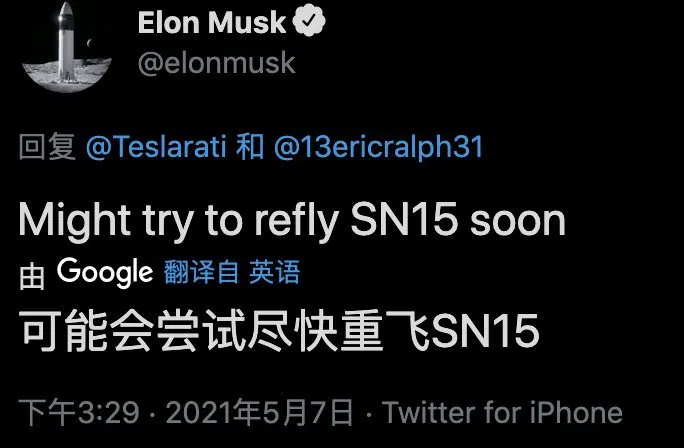 Elon Musk
@elonmusk
回复 @Teslarati 和 @13ericralph31
Might try to refly SN15 soon
由 Google 翻译自 英语
可能会尝试尽快重飞SN15
下午3:29 · 2021年5月7日 · Twitter for iPhone